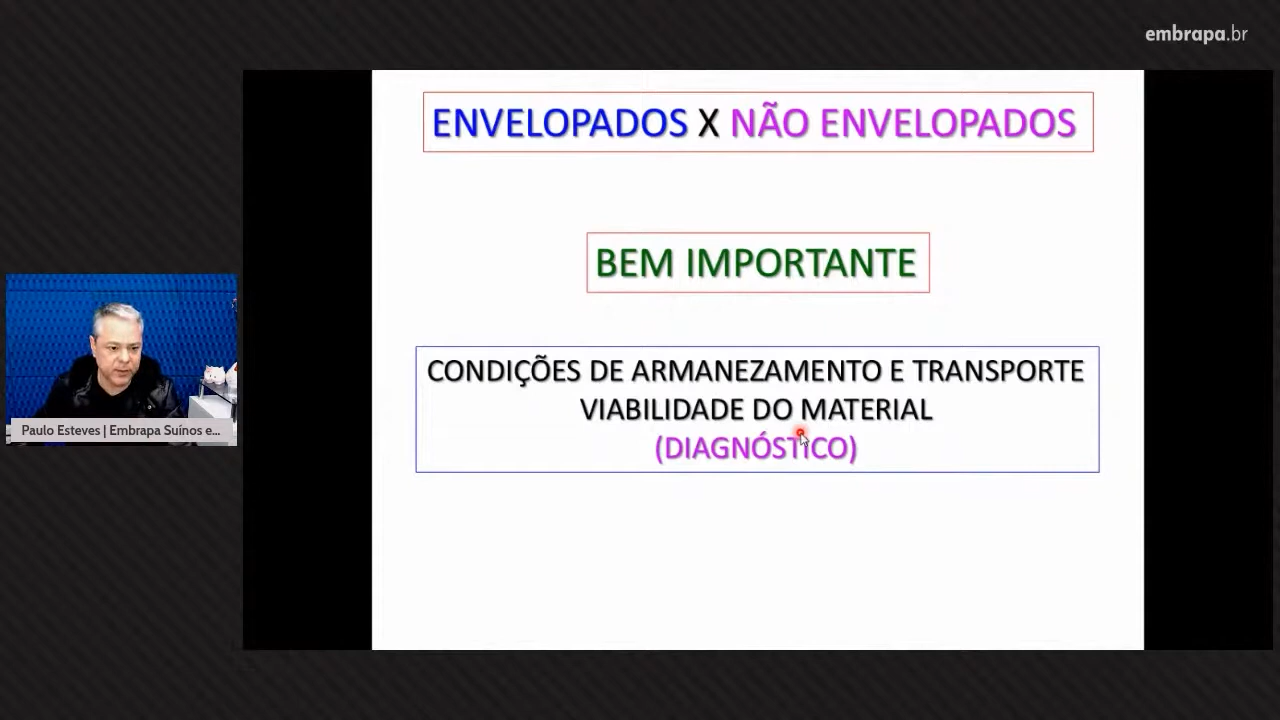 embrapa.br
ENVELOPADOS X NÃO ENVELOPADOS
BEM IMPORTANTE
CONDIÇÕES DE ARMANEZAMENTO E TRANSPORTE
VIABILIDADE DO MATERIAL
(DIAGNÓSTICO)
Paulo Esteves | Embrapa Suínos e...